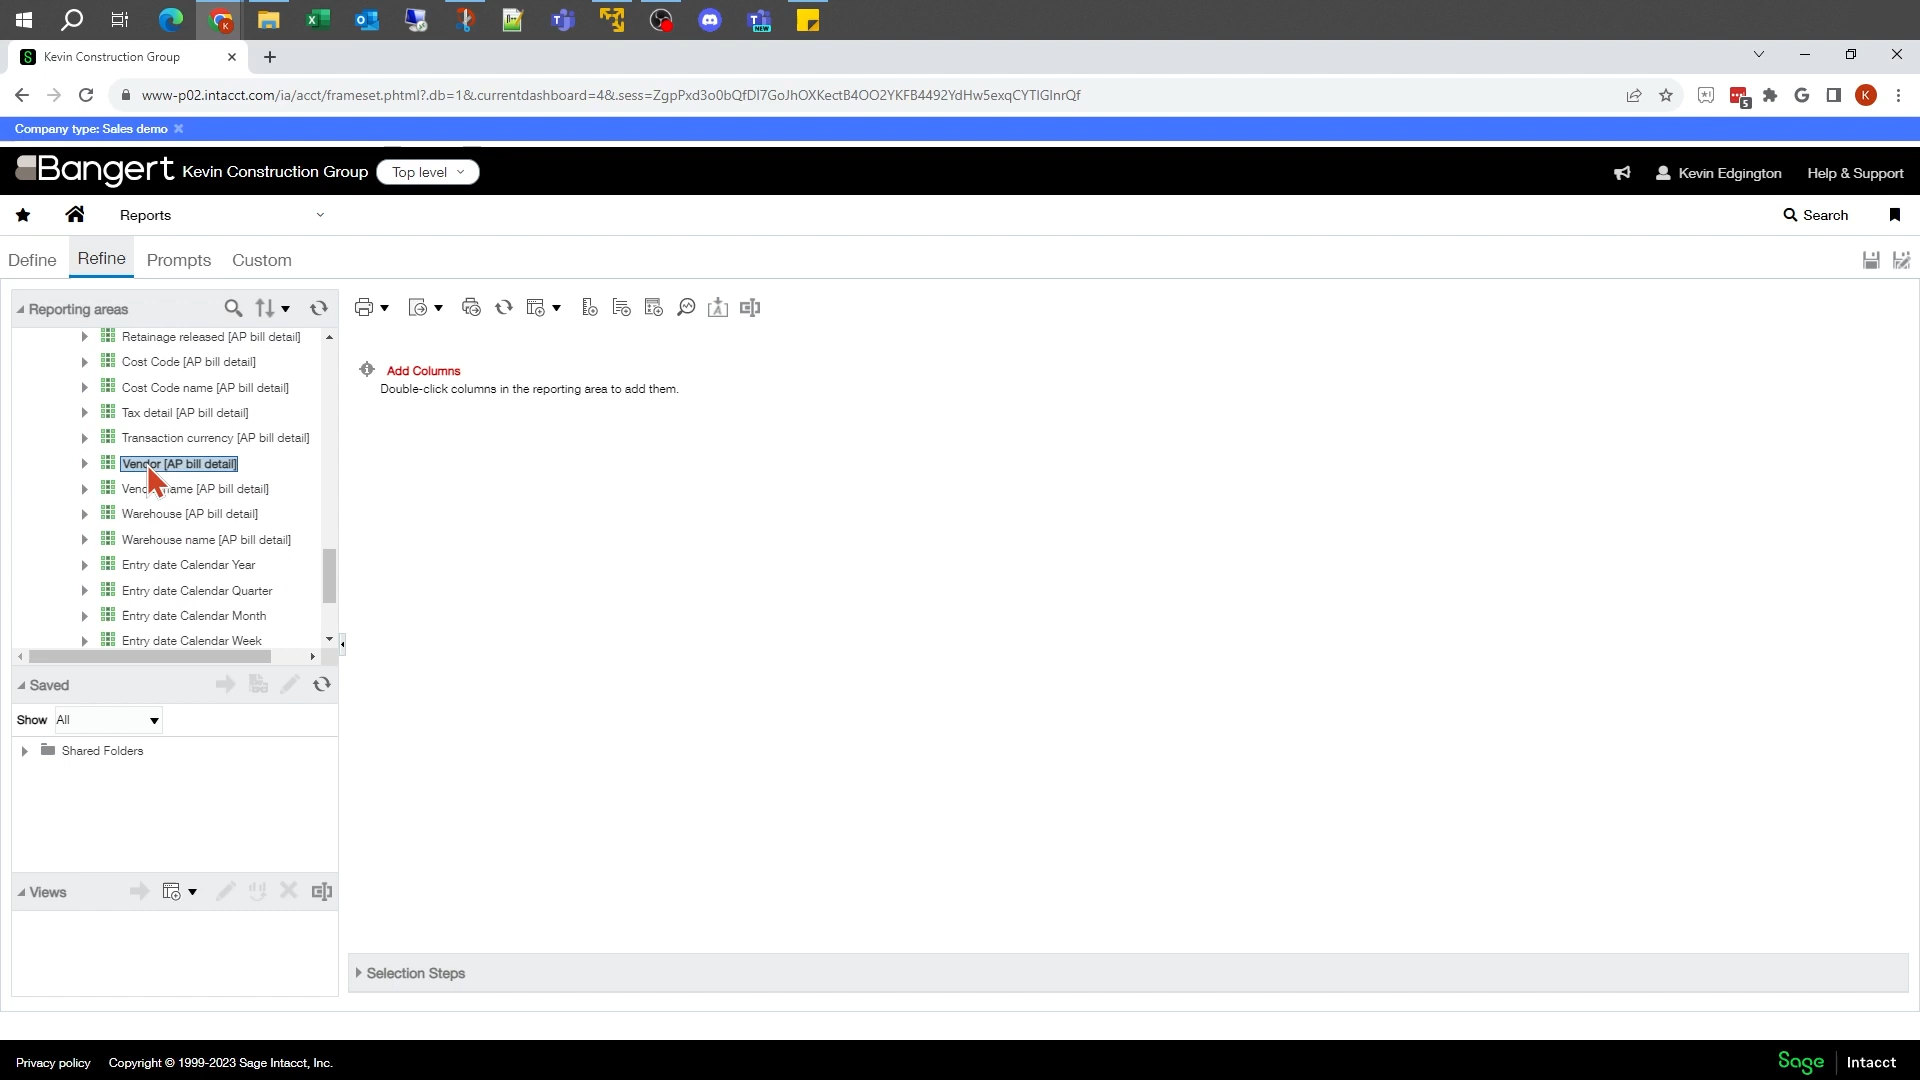 Kevin Construction Group
www-p02.intacct.com/ia/acct/frameset.phtml?.db=1&.currentdashboard=4&.sess=ZgpPxd3o0bQfDI7GoJhOXKectB4OO2YKFB4492YdHw5exqCYTIGInrQf
5
K
Company type: Sales demo
Bangert Kevin Construction Group Top level
Kevin Edgington
Help & Support
Reports
Search
Define Refine Prompts Custom
Reporting areas
Retainage released [AP bill detail]
Cost Code [AP bill detail]
Cost Code name [AP bill detail]
Tax detail [AP bill detail]
Transaction currency [AP bill detail]
Vendor [AP bill detail]
[AP bill detail]
Warehouse [AP bill detail]
Warehouse name [AP bill detail]
Entry date Calendar Year
Entry date Calendar Quarter
Entry date Calendar Month
Entry date Calendar Week
Add Columns
Double-click columns in the reporting area to add them.
Saved
Show All
Shared Folders
Views
Selection Steps
Privacy policy Copyright © 1999-2023 Sage Intacct, Inc.
Sage Intacct